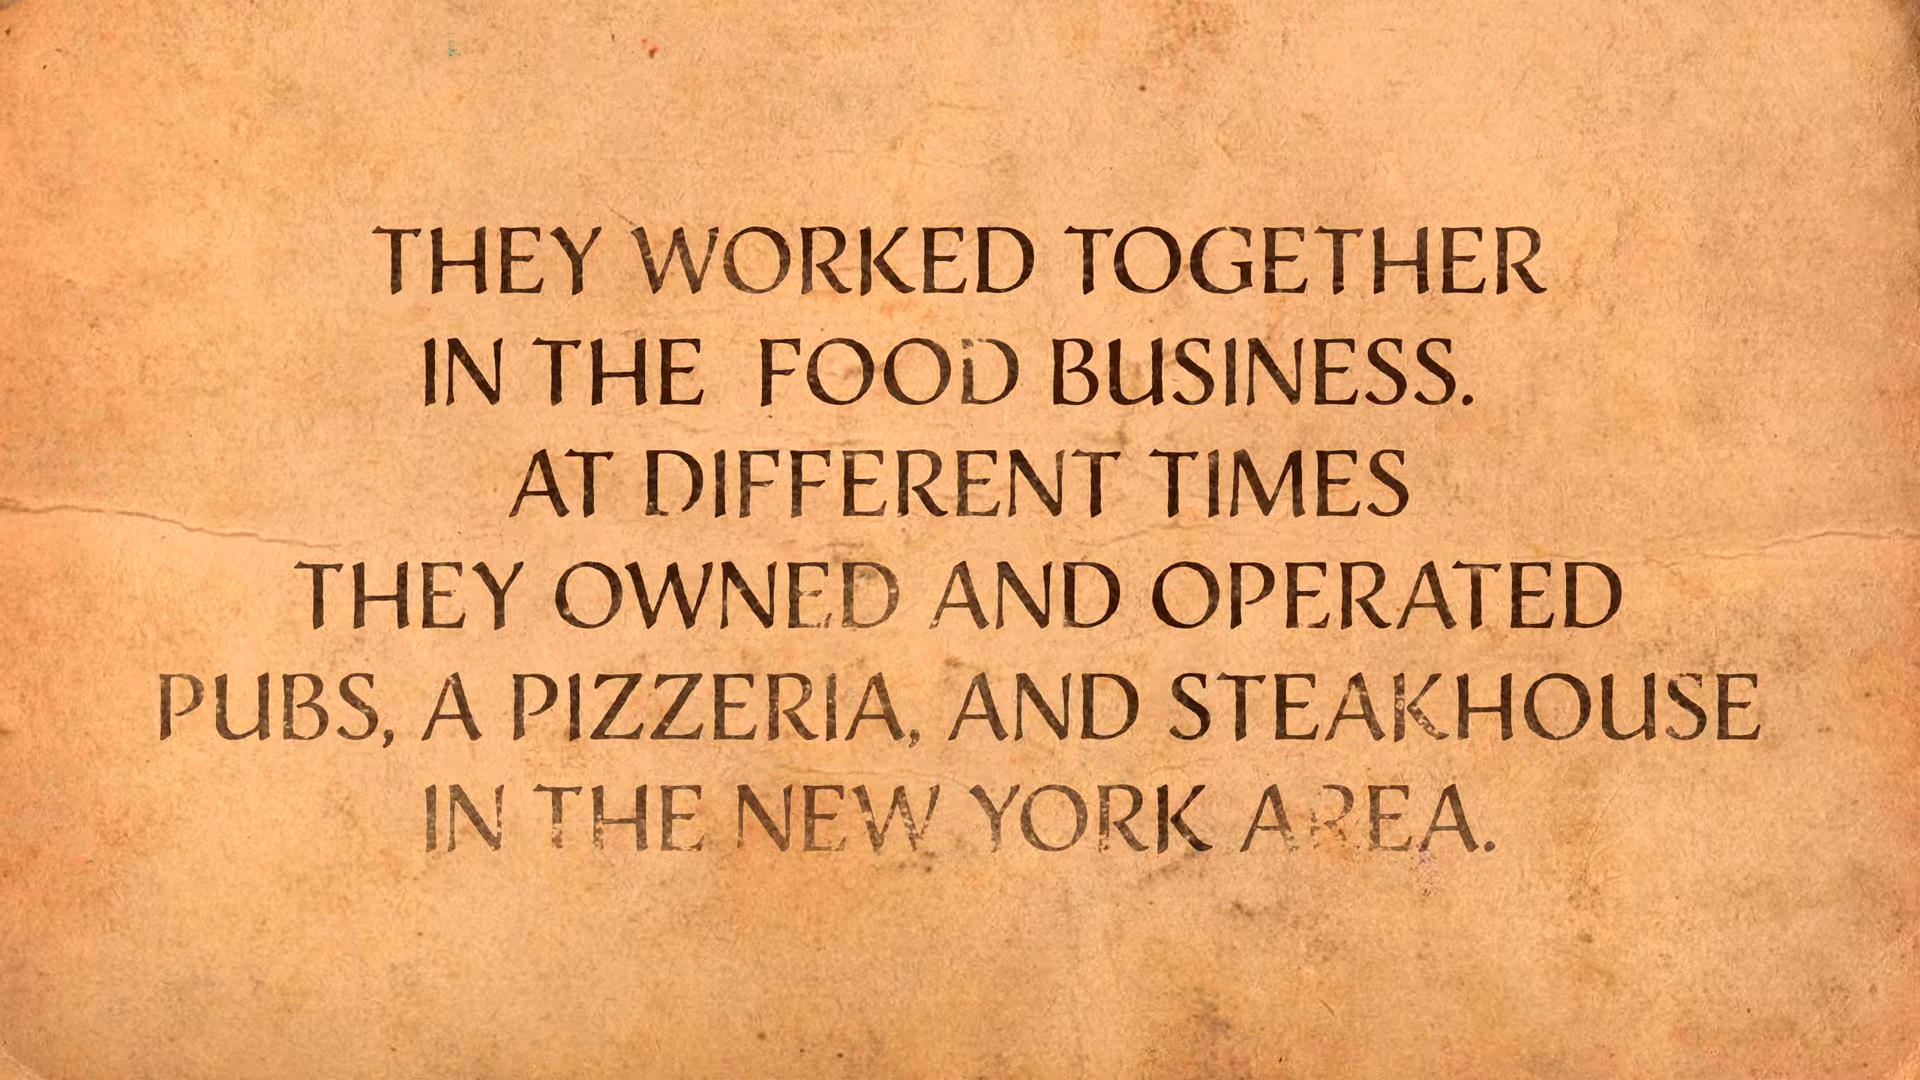 THEY WORKED TOGETHER
IN THE FOOD BUSINESS.
AT DIFFERENT TIMES
THEY OWNED AND OPERATED
PUBS, A PIZZERIA, AND STEAKHOUSE
IN THE NEW YORK AREA.